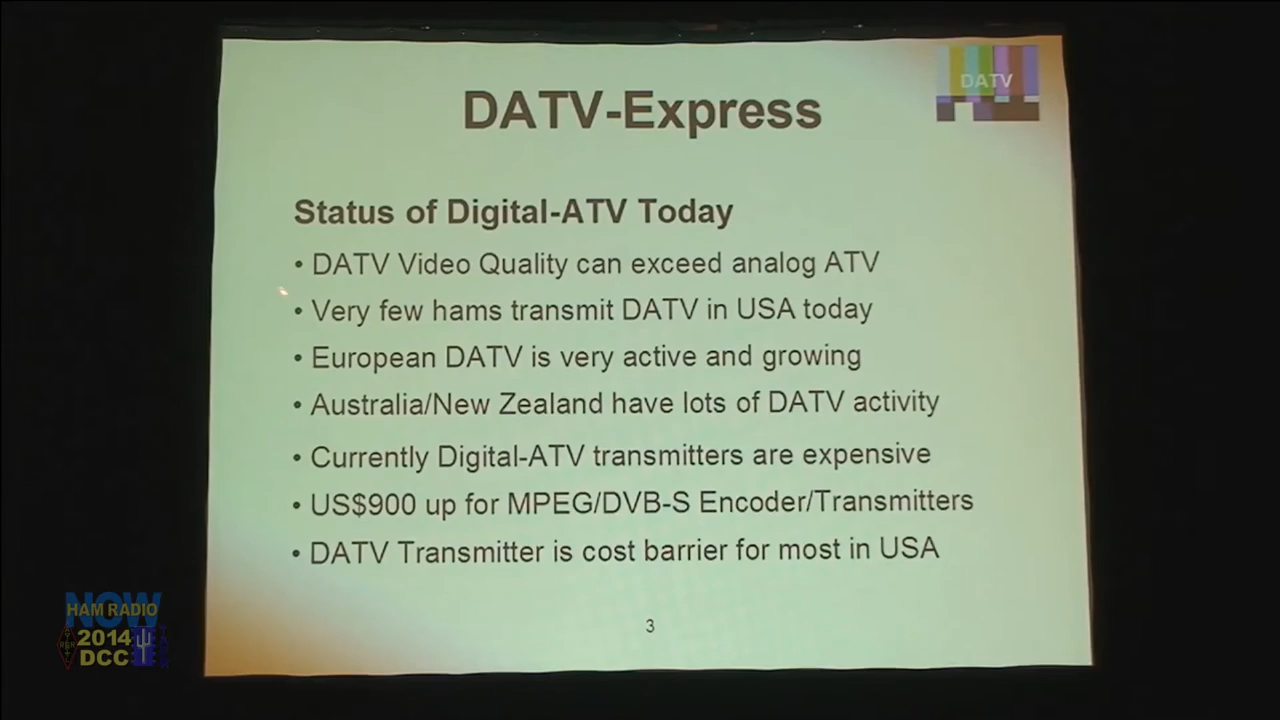 DATV
DATV-Express
Status of Digital-ATV Today
• DATV Video Quality can exceed analog ATV
• Very few hams transmit DATV in USA today
• European DATV is very active and growing
• Australia/New Zealand have lots of DATV activity
• Currently Digital-ATV transmitters are expensive
• US$900 up for MPEG/DVB-S Encoder/Transmitters
• DATV Transmitter is cost barrier for most in USA
3
NOW
HAM RADIO
2014
DCC